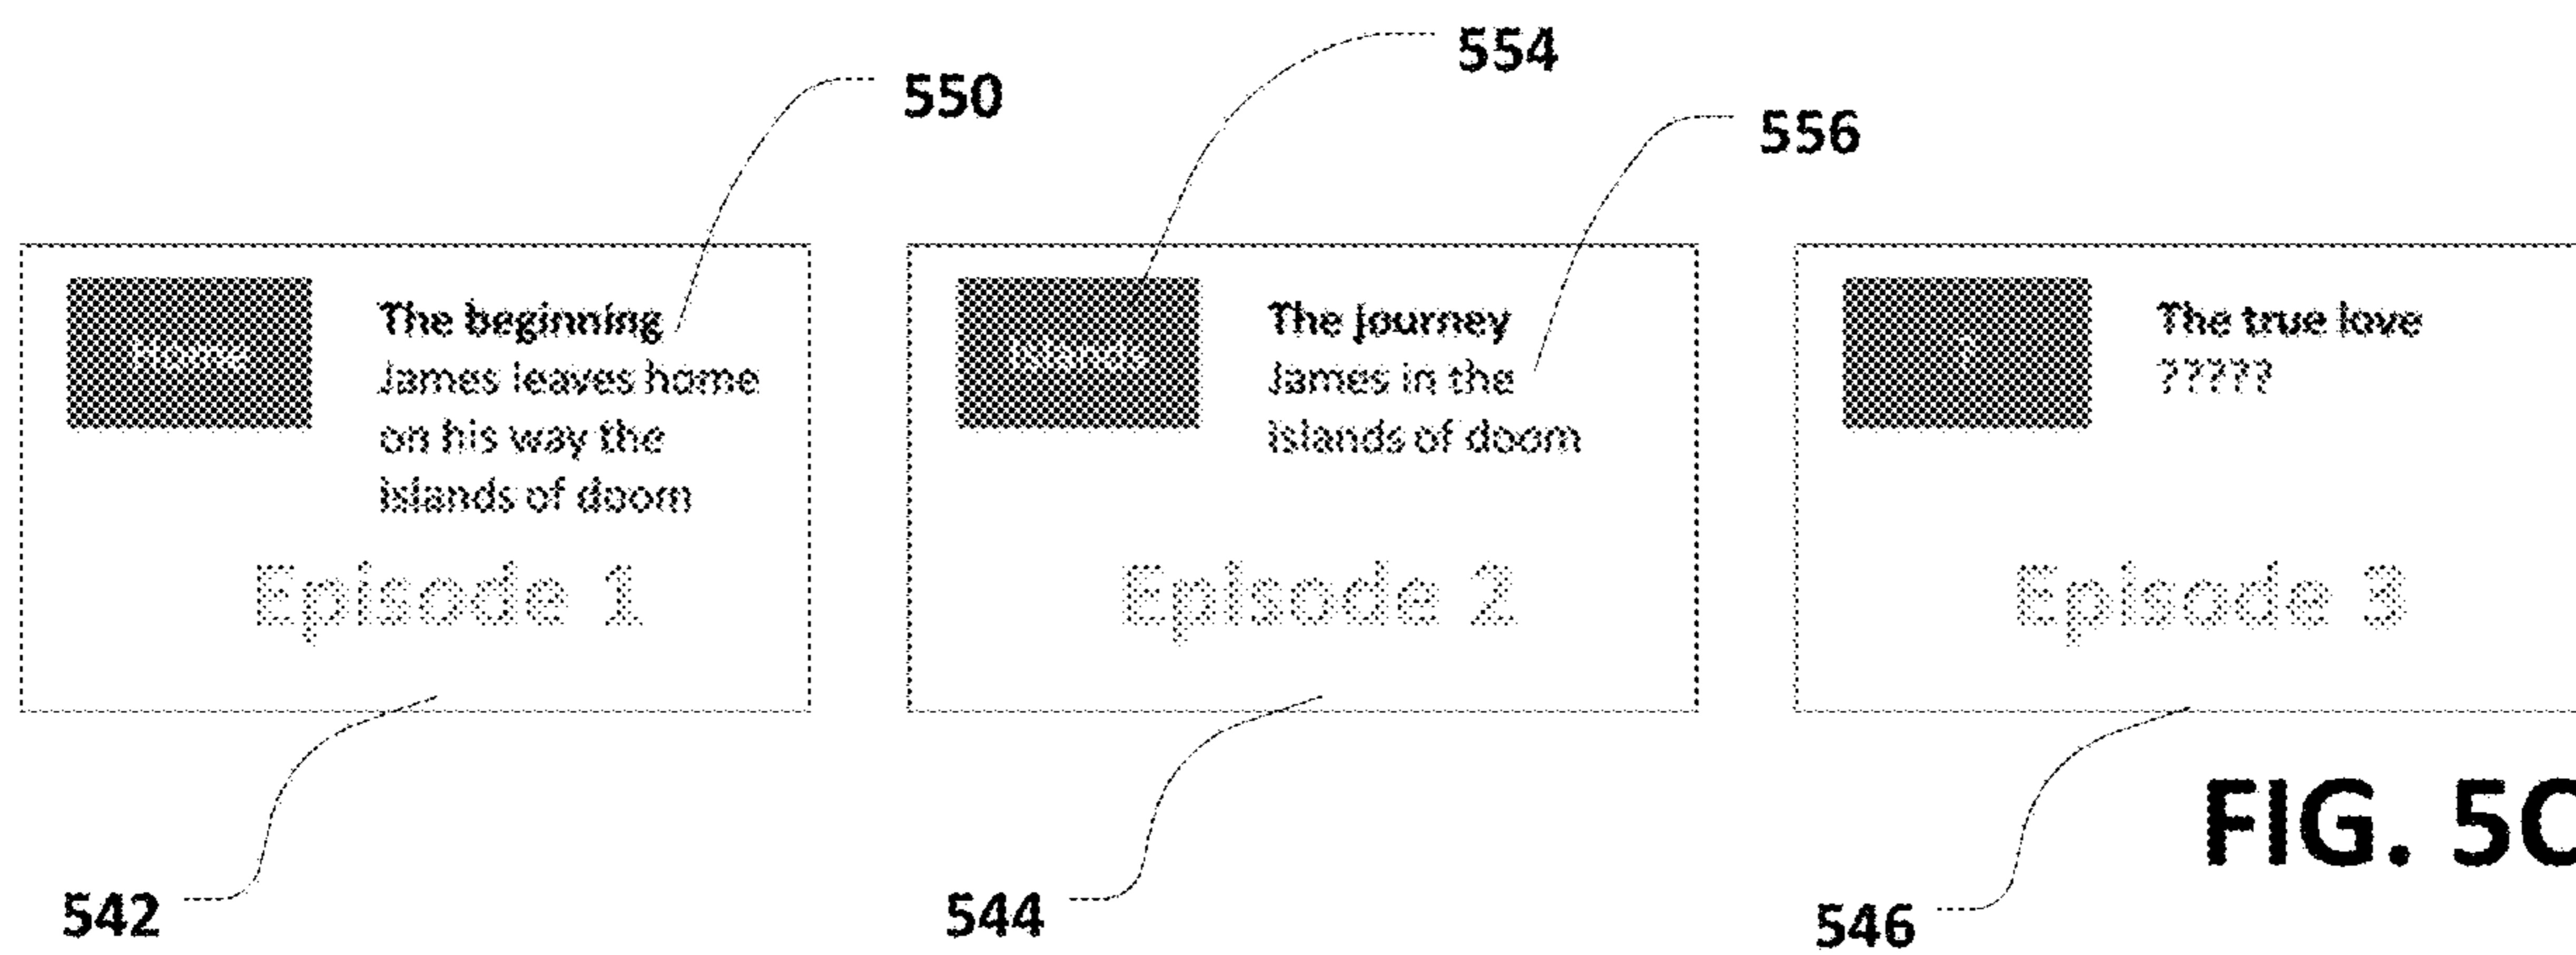 554
550
556
Home
The beginning
James leaves home
on his way the
islands of doom
Episode 1
Islands
The journey
James in the
islands of doom
Episode 2
?
The true love
?????
Episode 3
FIG. 5C
542
544
546